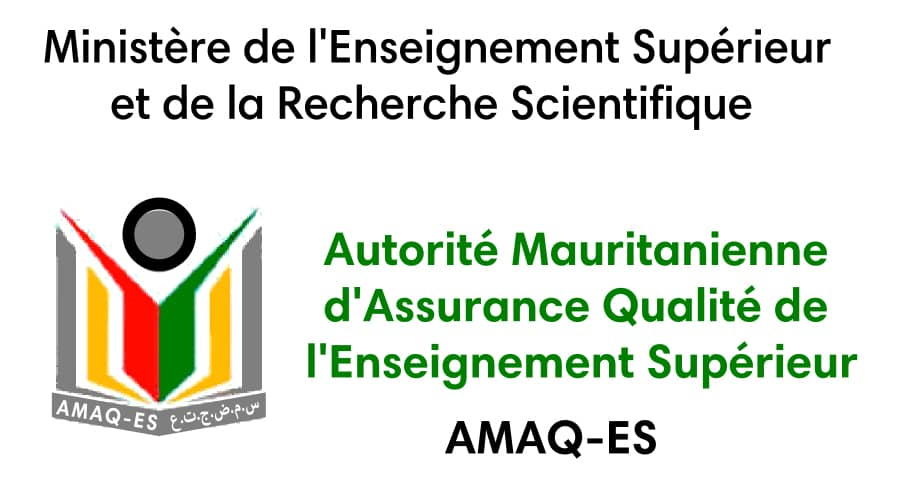 Ministère de l'Enseignement Supérieur
et de la Recherche Scientifique
Autorité Mauritanienne
d'Assurance Qualité de
l'Enseignement Supérieur
AMAQ-ES
AMAQ-ES س.م.ض.ج.ت.ع